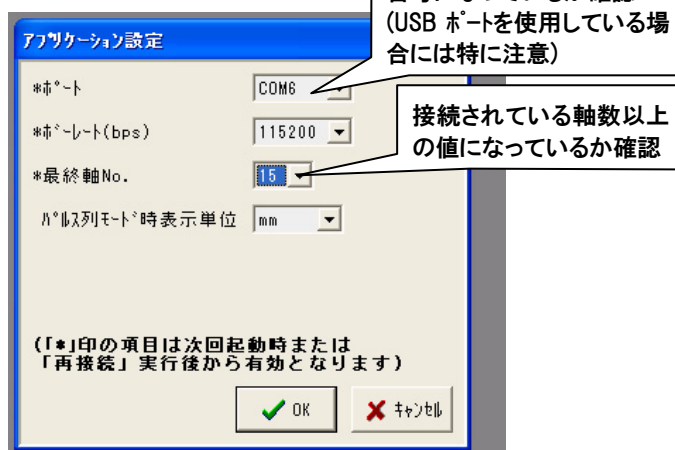 (USB ﾎﾟｰﾄを使用している場
合には特に注意)
ｱﾌﾟﾘｹｰｼｮﾝ設定
*ﾎﾟｰﾄ
COM6
接続されている軸数以上
の値になっているか確認
*ﾎﾞｰﾚｰﾄ(bps)
115200
*最終軸No.
15
ﾊﾟﾙｽ列ﾓｰﾄﾞ時表示単位
mm
(｢*｣印の項目は次回起動時または
｢再接続｣実行後から有効となります)
OK
ｷｬﾝｾﾙ